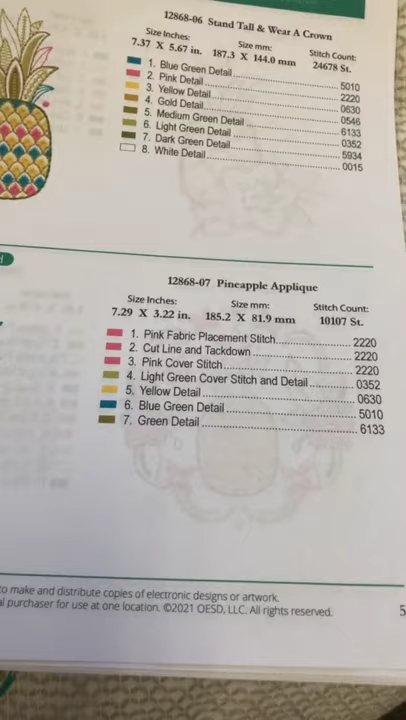 12868-06 Stand Tall & Wear A Crown
Size Inches: Size mm: Stitch Count:
7.37 X 5.67 in. 187.3 X 144.0 mm 24678 St.
1. Blue Green Detail 5010
2. Pink Detail 2220
3. Yellow Detail 0630
4. Gold Detail 0546
5. Medium Green Detail 6133
6. Light Green Detail 0352
7. Dark Green Detail 5934
8. White Detail 0015
12868-07 Pineapple Applique
Size Inches: Size mm: Stitch Count:
7.29 X 3.22 in. 185.2 X 81.9 mm 10107 St.
1. Pink Fabric Placement Stitch 2220
2. Cut Line and Tackdown 2220
3. Pink Cover Stitch 2220
4. Light Green Cover Stitch and Detail 0352
5. Yellow Detail 0630
6. Blue Green Detail 5010
7. Green Detail 6133
to make and distribute copies of electronic designs or artwork.
purchaser for use at one location. ©2021 OESD, LLC. All rights reserved.
5